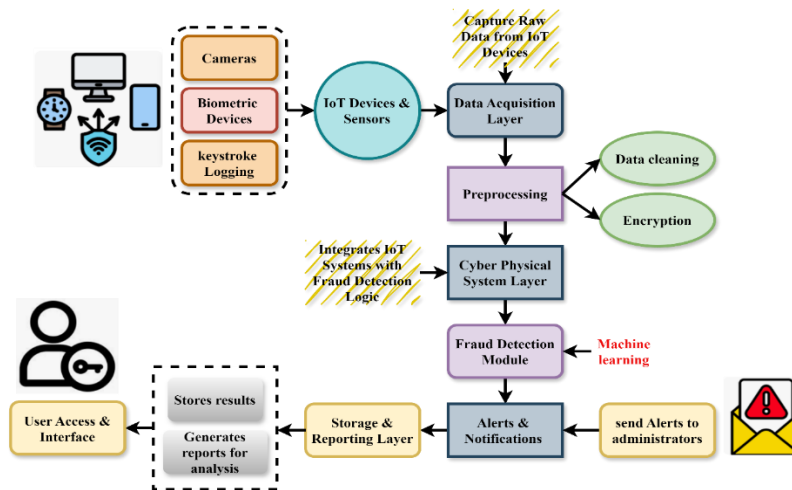 Capture Raw
Data from IoT
Devices
Cameras
Biometric
Devices
keystroke
Logging
IoT Devices &
Sensors
Data Acquisition
Layer
Preprocessing
Data cleaning
Encryption
Integrates IoT
Systems with
Fraud Detection
Logic
Cyber Physical
System Layer
Fraud Detection
Module
Machine
learning
User Access &
Interface
Stores results
Generates
reports for
analysis
Storage &
Reporting Layer
Alerts &
Notifications
send Alerts to
administrators